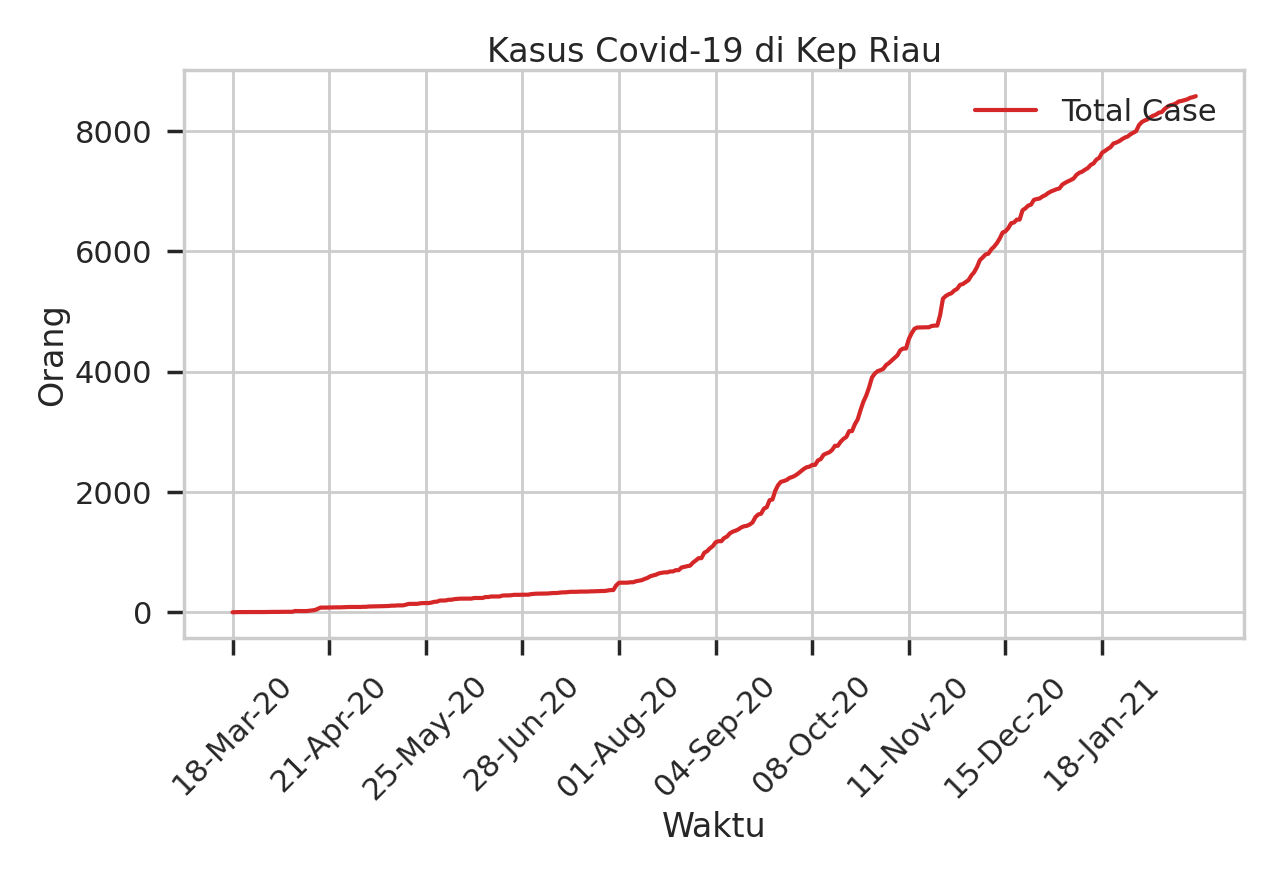 Kasus Covid-19 di Kep Riau
Total Case
8000
6000
4000
2000
0
Orang
18-Mar-20
21-Apr-20
25-May-20
28-Jun-20
01-Aug-20
04-Sep-20
08-Oct-20
11-Nov-20
15-Dec-20
18-Jan-21
Waktu